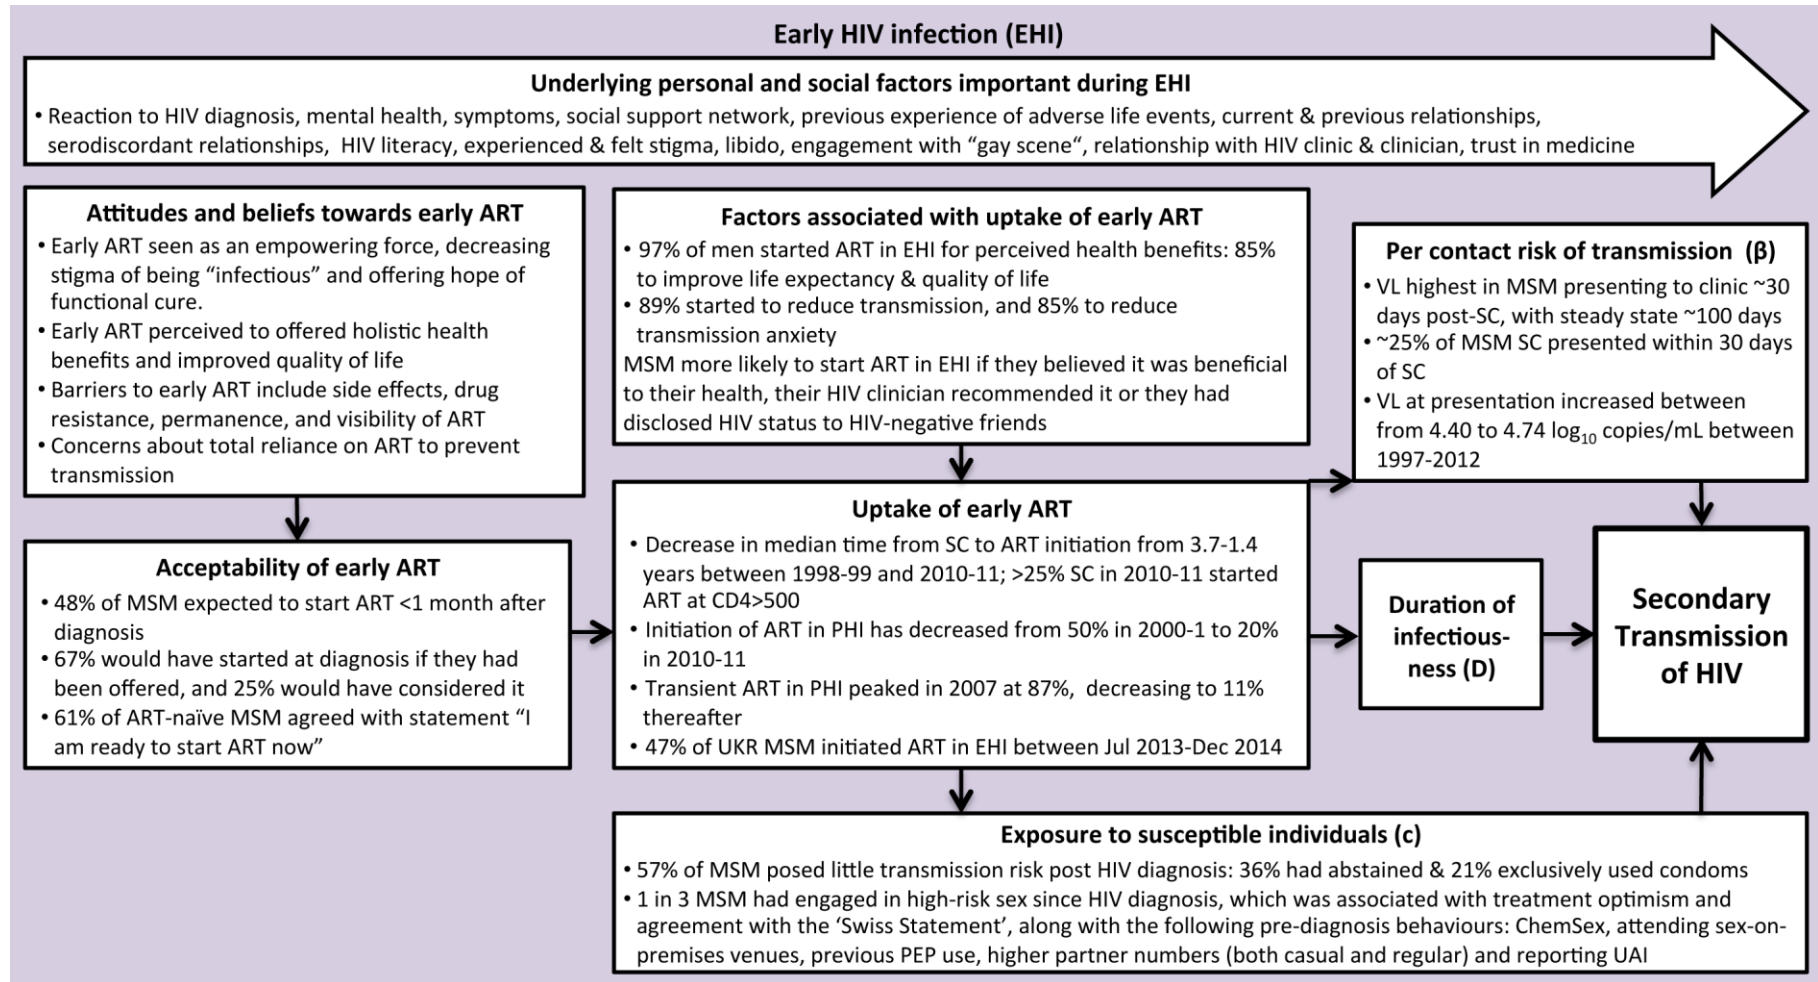 Early HIV infection (EHI)
Underlying personal and social factors important during EHI
• Reaction to HIV diagnosis, mental health, symptoms, social support network, previous experience of adverse life events, current & previous relationships,
serodiscordant relationships, HIV literacy, experienced & felt stigma, libido, engagement with “gay scene“, relationship with HIV clinic & clinician, trust in medicine
Attitudes and beliefs towards early ART
• Early ART seen as an empowering force, decreasing
stigma of being “infectious” and offering hope of
functional cure.
• Early ART perceived to offered holistic health
benefits and improved quality of life
• Barriers to early ART include side effects, drug
resistance, permanence, and visibility of ART
• Concerns about total reliance on ART to prevent
transmission
Acceptability of early ART
• 48% of MSM expected to start ART <1 month after
diagnosis
• 67% would have started at diagnosis if they had
been offered, and 25% would have considered it
• 61% of ART-naïve MSM agreed with statement “I
am ready to start ART now”
Factors associated with uptake of early ART
• 97% of men started ART in EHI for perceived health benefits: 85%
to improve life expectancy & quality of life
• 89% started to reduce transmission, and 85% to reduce
transmission anxiety
MSM more likely to start ART in EHI if they believed it was beneficial
to their health, their HIV clinician recommended it or they had
disclosed HIV status to HIV-negative friends
Uptake of early ART
• Decrease in median time from SC to ART initiation from 3.7-1.4
years between 1998-99 and 2010-11; >25% SC in 2010-11 started
ART at CD4>500
• Initiation of ART in PHI has decreased from 50% in 2000-1 to 20%
in 2010-11
• Transient ART in PHI peaked in 2007 at 87%, decreasing to 11%
thereafter
• 47% of UKR MSM initiated ART in EHI between Jul 2013-Dec 2014
Per contact risk of transmission (β)
• VL highest in MSM presenting to clinic ~30
days post-SC, with steady state ~100 days
• ~25% of MSM SC presented within 30 days
of SC
• VL at presentation increased between
from 4.40 to 4.74 log10 copies/mL between
1997-2012
Duration of
infectious-
ness (D)
Secondary
Transmission
of HIV
Exposure to susceptible individuals (c)
• 57% of MSM posed little transmission risk post HIV diagnosis: 36% had abstained & 21% exclusively used condoms
• 1 in 3 MSM had engaged in high-risk sex since HIV diagnosis, which was associated with treatment optimism and
agreement with the ‘Swiss Statement’, along with the following pre-diagnosis behaviours: ChemSex, attending sex-on-
premises venues, previous PEP use, higher partner numbers (both casual and regular) and reporting UAI